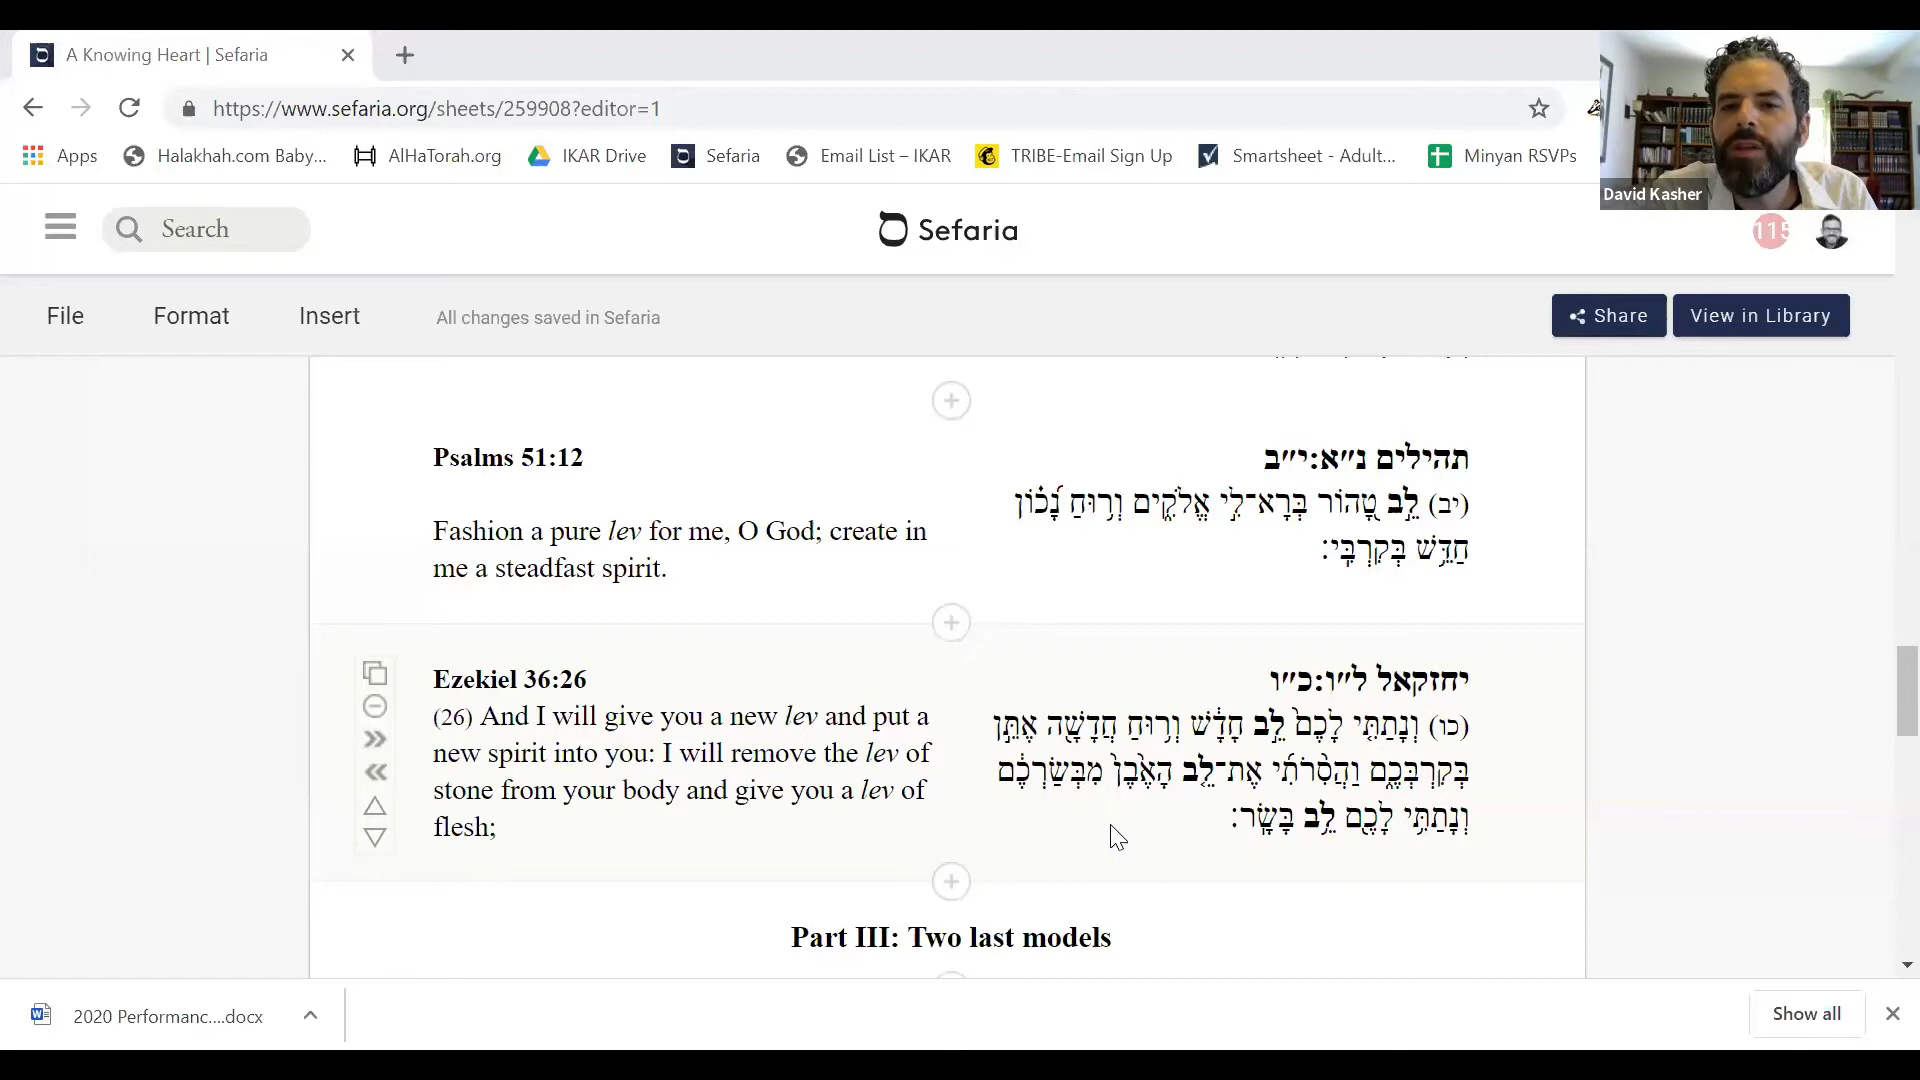 A Knowing Heart | Sefaria
https://www.sefaria.org/sheets/259908?editor=1
Apps
Halakhah.com Baby...
AlHaTorah.org
IKAR Drive
Sefaria
Email List – IKAR
TRIBE-Email Sign Up
Smartsheet - Adult...
Minyan RSVPs
David Kasher
Search
Sefaria
115
File Format Insert All changes saved in Sefaria
Share
View in Library
Psalms 51:12
Fashion a pure lev for me, O God; create in
me a steadfast spirit.
תהילים נ״א:י״ב
(יב) לֵ֣ב טָ֭הוֹר בְּרָא־לִ֣י אֱלֹקִ֑ים וְר֥וּחַ נָ֝כ֗וֹן
חַדֵּ֥שׁ בְּקִרְבִּֽי׃
Ezekiel 36:26
(26) And I will give you a new lev and put a
new spirit into you: I will remove the lev of
stone from your body and give you a lev of
flesh;
יחזקאל ל״ו:כ״ו
(כו) וְנָתַתִּ֤י לָכֶם֙ לֵ֣ב חָדָ֔שׁ וְר֥וּחַ חֲדָשָׁ֖ה אֶתֵּ֣ן
בְּקִרְבְּכֶ֑ם וַהֲסִ֨רֹתִ֜י אֶת־לֵ֤ב הָאֶ֙בֶן֙ מִבְּשַׂרְכֶ֔ם
וְנָתַתִּ֥י לָכֶ֖ם לֵ֥ב בָּשָֽׂר׃
Part III: Two last models
2020 Performanc....docx
Show all